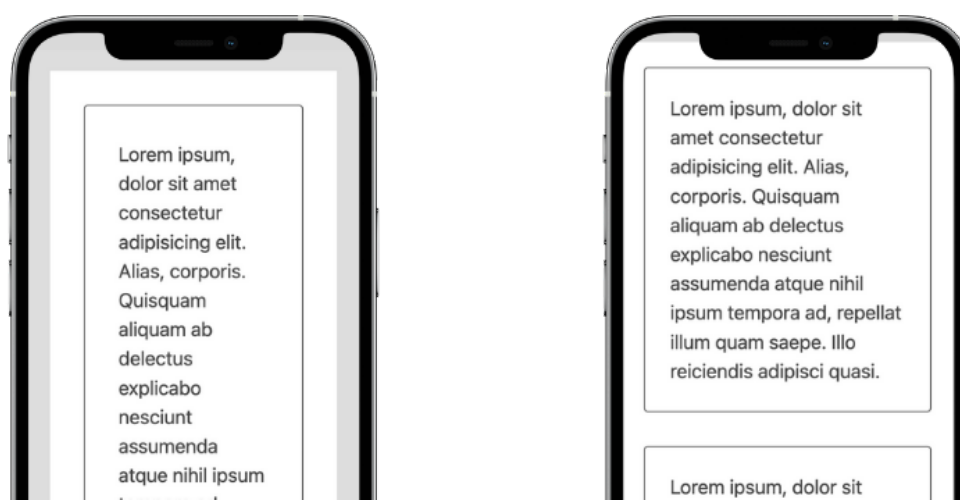 Lorem ipsum,
dolor sit amet
consectetur
adipisicing elit.
Alias, corporis.
Quisquam
aliquam ab
delectus
explicabo
nesciunt
assumenda
atque nihil ipsum
Lorem ipsum, dolor sit
amet consectetur
adipisicing elit. Alias,
corporis. Quisquam
aliquam ab delectus
explicabo nesciunt
assumenda atque nihil
ipsum tempora ad, repellat
illum quam saepe. Illo
reiciendis adipisci quasi.
Lorem ipsum, dolor sit